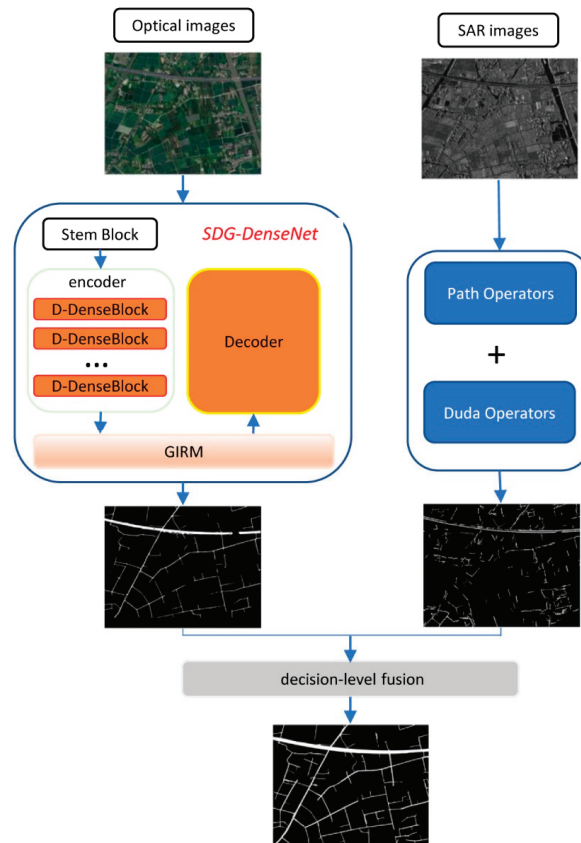 Optical images
SAR images
Stem Block
SDG-DenseNet
encoder
D-DenseBlock
D-DenseBlock
...
D-DenseBlock
Decoder
GIRM
Path Operators
+
Duda Operators
decision-level fusion